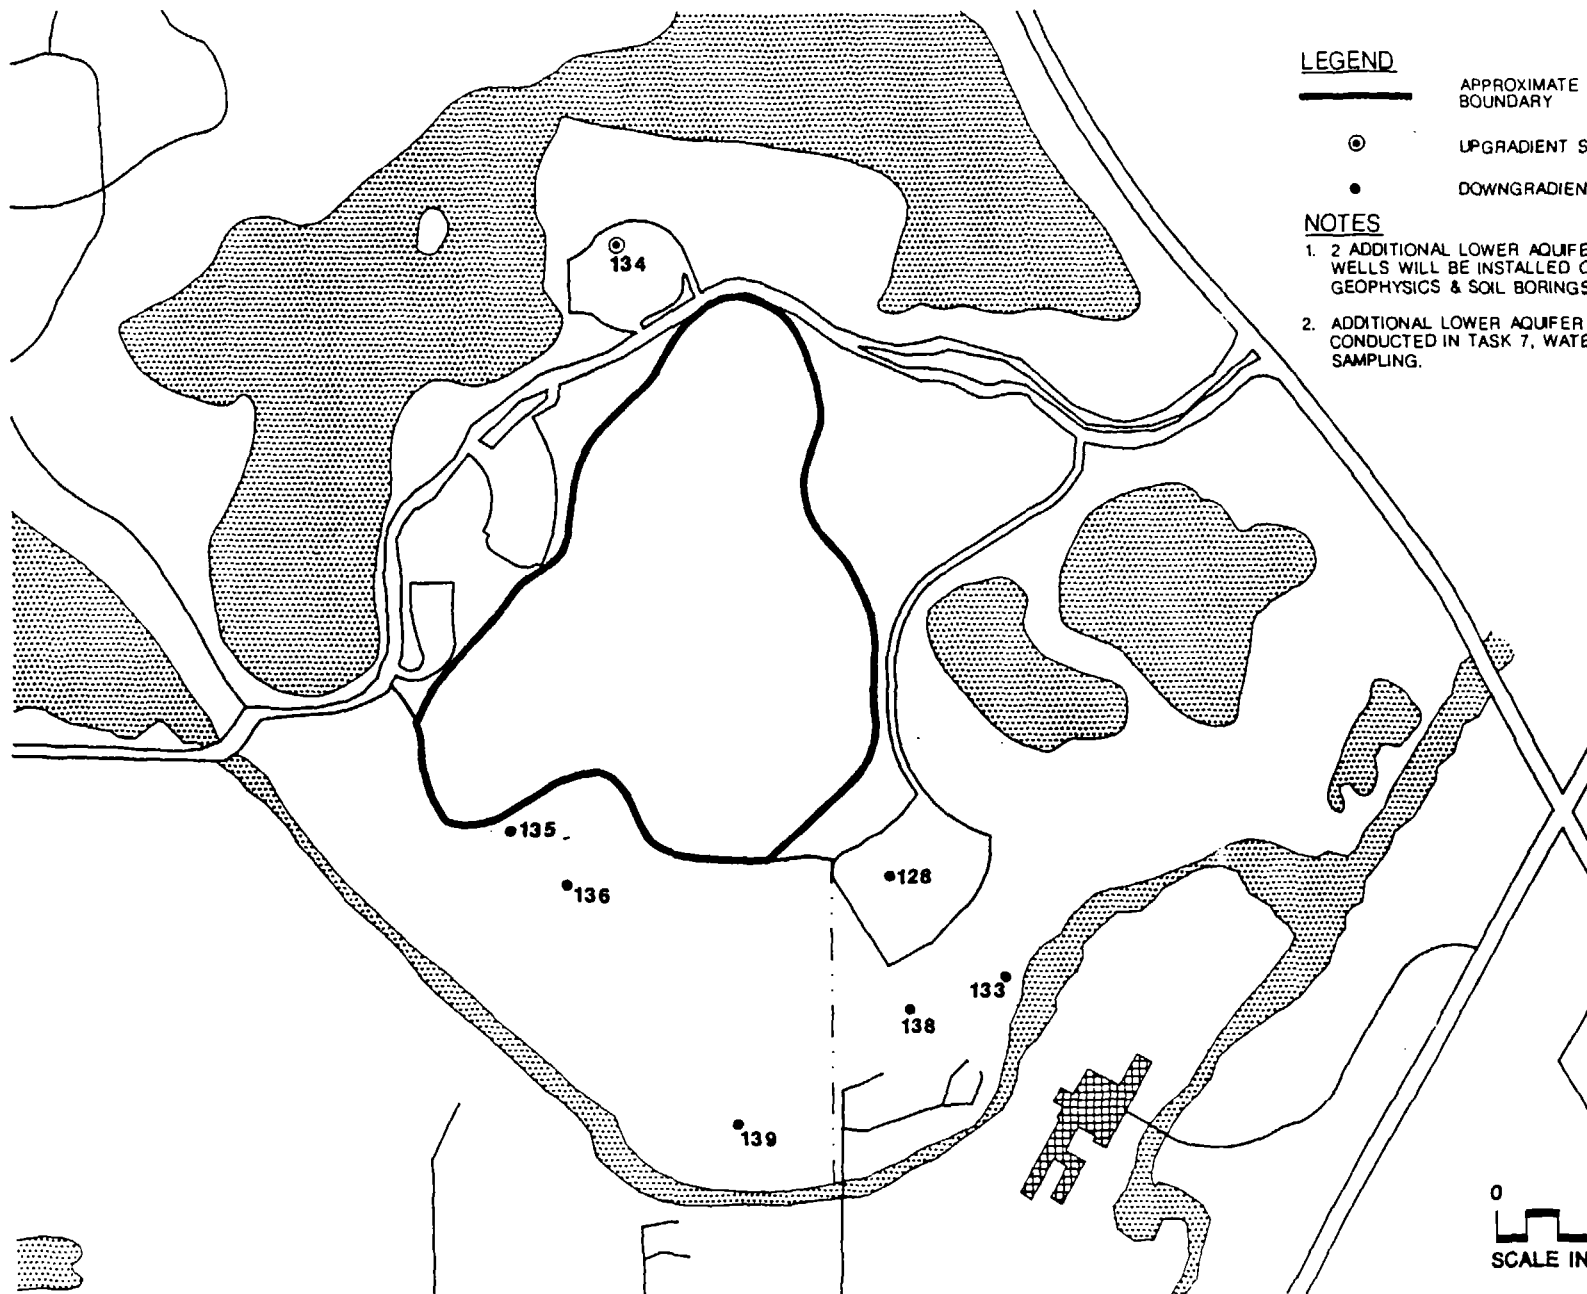 LEGEND
APPROXIMATE
BOUNDARY
UPGRADIENT S
DOWNGRADIEN
NOTES
1. 2 ADDITIONAL LOWER AQUIFE
WELLS WILL BE INSTALLED
GEOPHYSICS & SOIL BORINGS
2. ADDITIONAL LOWER AQUIFER
CONDUCTED IN TASK 7, WATE
SAMPLING.
134
135
136
128
133
138
139
0
SCALE IN